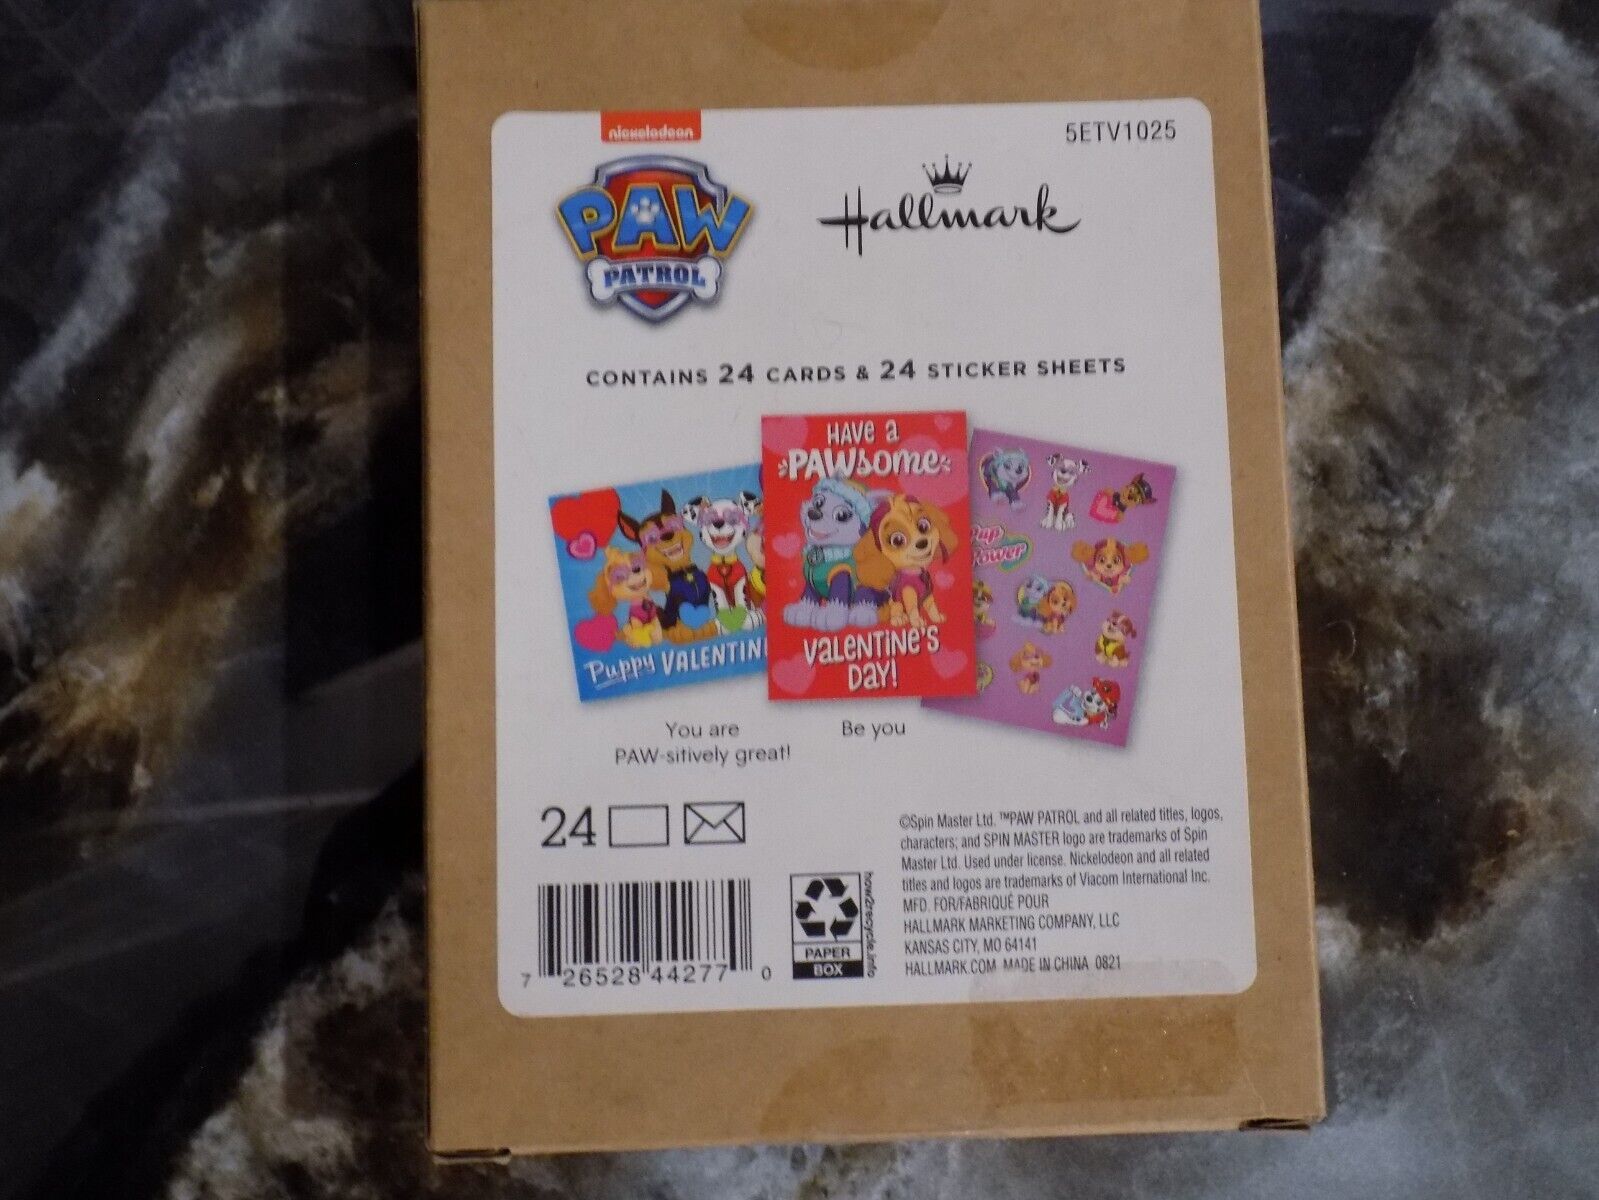 nickelodeon
5ETV1025
PAW
PATROL
Hallmark
CONTAINS 24 CARDS & 24 STICKER SHEETS
HAVE A
PAWSOME
VALENTINE'S
DAY!
Puppy VALENTIN
Pup
Power
You are
PAW-sitively great!
Be you
24
©Spin Master Ltd. ™PAW PATROL and all related titles, logos,
characters; and SPIN MASTER logo are trademarks of Spin
Master Ltd. Used under license. Nickelodeon and all related
titles and logos are trademarks of Viacom International Inc.
MFD. FOR/FABRIQUÉ POUR
HALLMARK MARKETING COMPANY, LLC
KANSAS CITY, MO 64141
HALLMARK.COM MADE IN CHINA 0821
7 26528 44277 0
PAPER
BOX
how2recycle.info